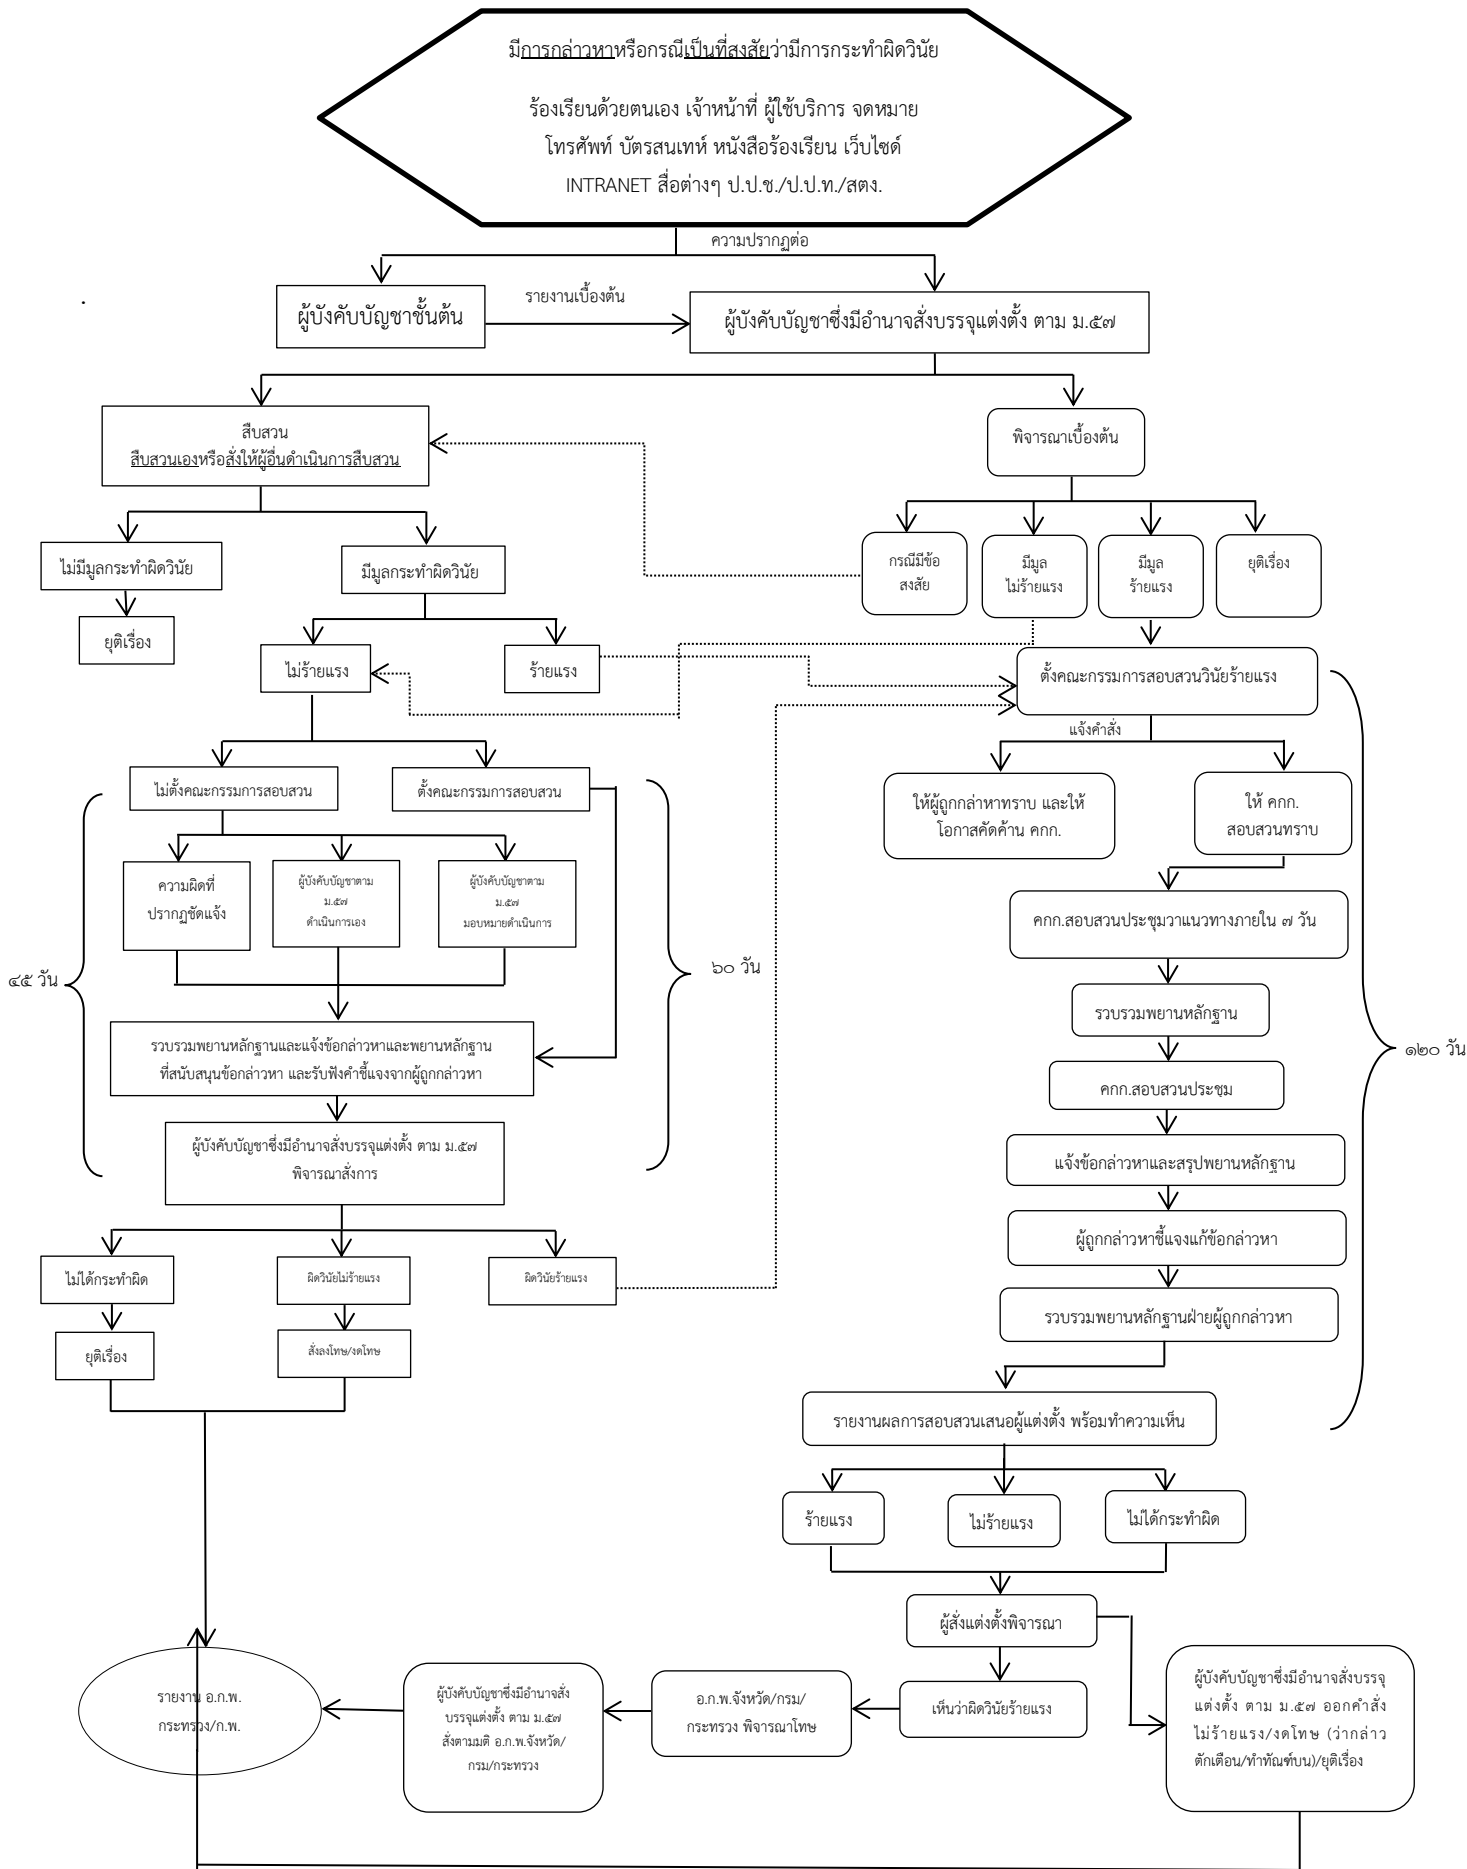 มีการกล่าวหาหรือกรณีเป็นที่สงสัยว่ามีการกระทำผิดวินัย
ร้องเรียนด้วยตนเอง เจ้าหน้าที่ ผู้ใช้บริการ จดหมาย
โทรศัพท์ บัตรสนเท่ห์ หนังสือร้องเรียน เว็บไซต์
INTRANET สื่อต่างๆ ป.ป.ช./ป.ป.ท./สตง.
ความปรากฏต่อ
ผู้บังคับบัญชาชั้นต้น
รายงานเบื้องต้น
ผู้บังคับบัญชาซึ่งมีอำนาจสั่งบรรจุแต่งตั้ง ตาม ม.๕๗
สืบสวน
สืบสวนเองหรือสั่งให้ผู้อื่นดำเนินการสืบสวน
พิจารณาเบื้องต้น
ไม่มีมูลกระทำผิดวินัย
มีมูลกระทำผิดวินัย
กรณีมีข้อ
สงสัย
มีมูล
ไม่ร้ายแรง
มีมูล
ร้ายแรง
ยุติเรื่อง
ยุติเรื่อง
ไม่ร้ายแรง
ร้ายแรง
ตั้งคณะกรรมการสอบสวนวินัยร้ายแรง
แจ้งคำสั่ง
ไม่ตั้งคณะกรรมการสอบสวน
ตั้งคณะกรรมการสอบสวน
ให้ผู้ถูกกล่าหาทราบ และให้
โอกาสคัดค้าน คกก.
ให้ คกก.
สอบสวนทราบ
ความผิดที่
ปรากฏชัดแจ้ง
ผู้บังคับบัญชาตาม
ม.๕๗
ดำเนินการเอง
ผู้บังคับบัญชาตาม
ม.๕๗
มอบหมายดำเนินการ
คกก.สอบสวนประชุมวาแนวทางภายใน ๗ วัน
๔๕ วัน
๖๐ วัน
รวบรวมพยานหลักฐาน
๑๒๐ วัน
รวบรวมพยานหลักฐานและแจ้งข้อกล่าวหาและพยานหลักฐาน
ที่สนับสนุนข้อกล่าวหา และรับฟังคำชี้แจงจากผู้ถูกกล่าวหา
คกก.สอบสวนประชุม
ผู้บังคับบัญชาซึ่งมีอำนาจสั่งบรรจุแต่งตั้ง ตาม ม.๕๗
พิจารณาสั่งการ
แจ้งข้อกล่าวหาและสรุปพยานหลักฐาน
ผู้ถูกกล่าวหาชี้แจงแก้ข้อกล่าวหา
ไม่ได้กระทำผิด
ผิดวินัยไม่ร้ายแรง
ผิดวินัยร้ายแรง
รวบรวมพยานหลักฐานฝ่ายผู้ถูกกล่าวหา
ยุติเรื่อง
สั่งลงโทษ/งดโทษ
รายงานผลการสอบสวนเสนอผู้แต่งตั้ง พร้อมทำความเห็น
ร้ายแรง
ไม่ร้ายแรง
ไม่ได้กระทำผิด
ผู้สั่งแต่งตั้งพิจารณา
รายงาน อ.ก.พ.
กระทรวง/ก.พ.
ผู้บังคับบัญชาซึ่งมีอำนาจสั่ง
บรรจุแต่งตั้ง ตาม ม.๕๗
สั่งตามมติ อ.ก.พ.จังหวัด/
กรม/กระทรวง
อ.ก.พ.จังหวัด/กรม/
กระทรวง พิจารณาโทษ
เห็นว่าผิดวินัยร้ายแรง
ผู้บังคับบัญชาซึ่งมีอำนาจสั่งบรรจุ
แต่งตั้ง ตาม ม.๕๗ ออกคำสั่ง
ไม่ร้ายแรง/งดโทษ (ว่ากล่าว
ตักเตือน/ทำทัณฑ์บน)/ยุติเรื่อง